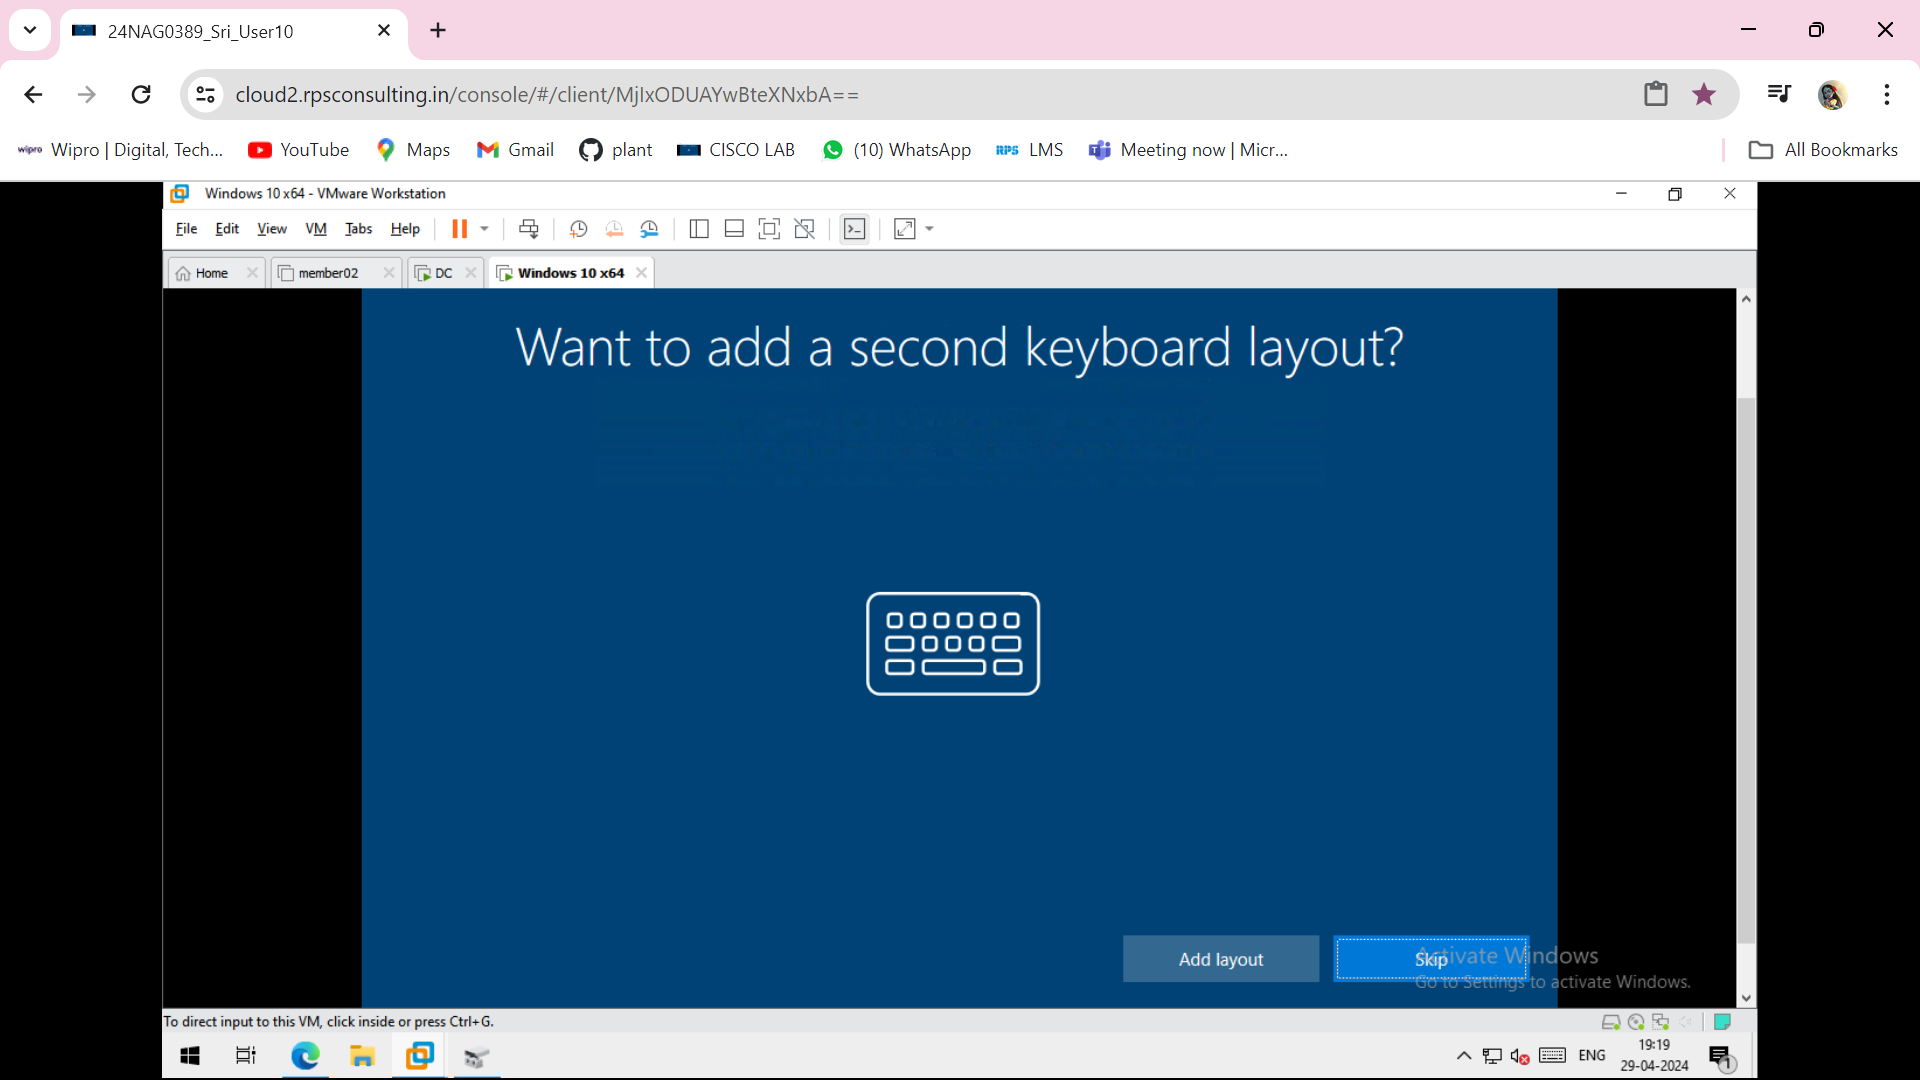 24NAG0389_Sri_User10
cloud2.rpsconsulting.in/console/#/client/MjIxODUAYwBteXNxbA==
wipro Wipro | Digital, Tech... YouTube Maps Gmail plant CISCO LAB (10) WhatsApp RPS LMS Meeting now | Micr... All Bookmarks
Windows 10 x64 - VMware Workstation
File Edit View VM Tabs Help
Home member02 DC Windows 10 x64
Want to add a second keyboard layout?
Add layout Skip
Activate Windows
Go to Settings to activate Windows.
To direct input to this VM, click inside or press Ctrl+G.
ENG 19:19
29-04-2024 1